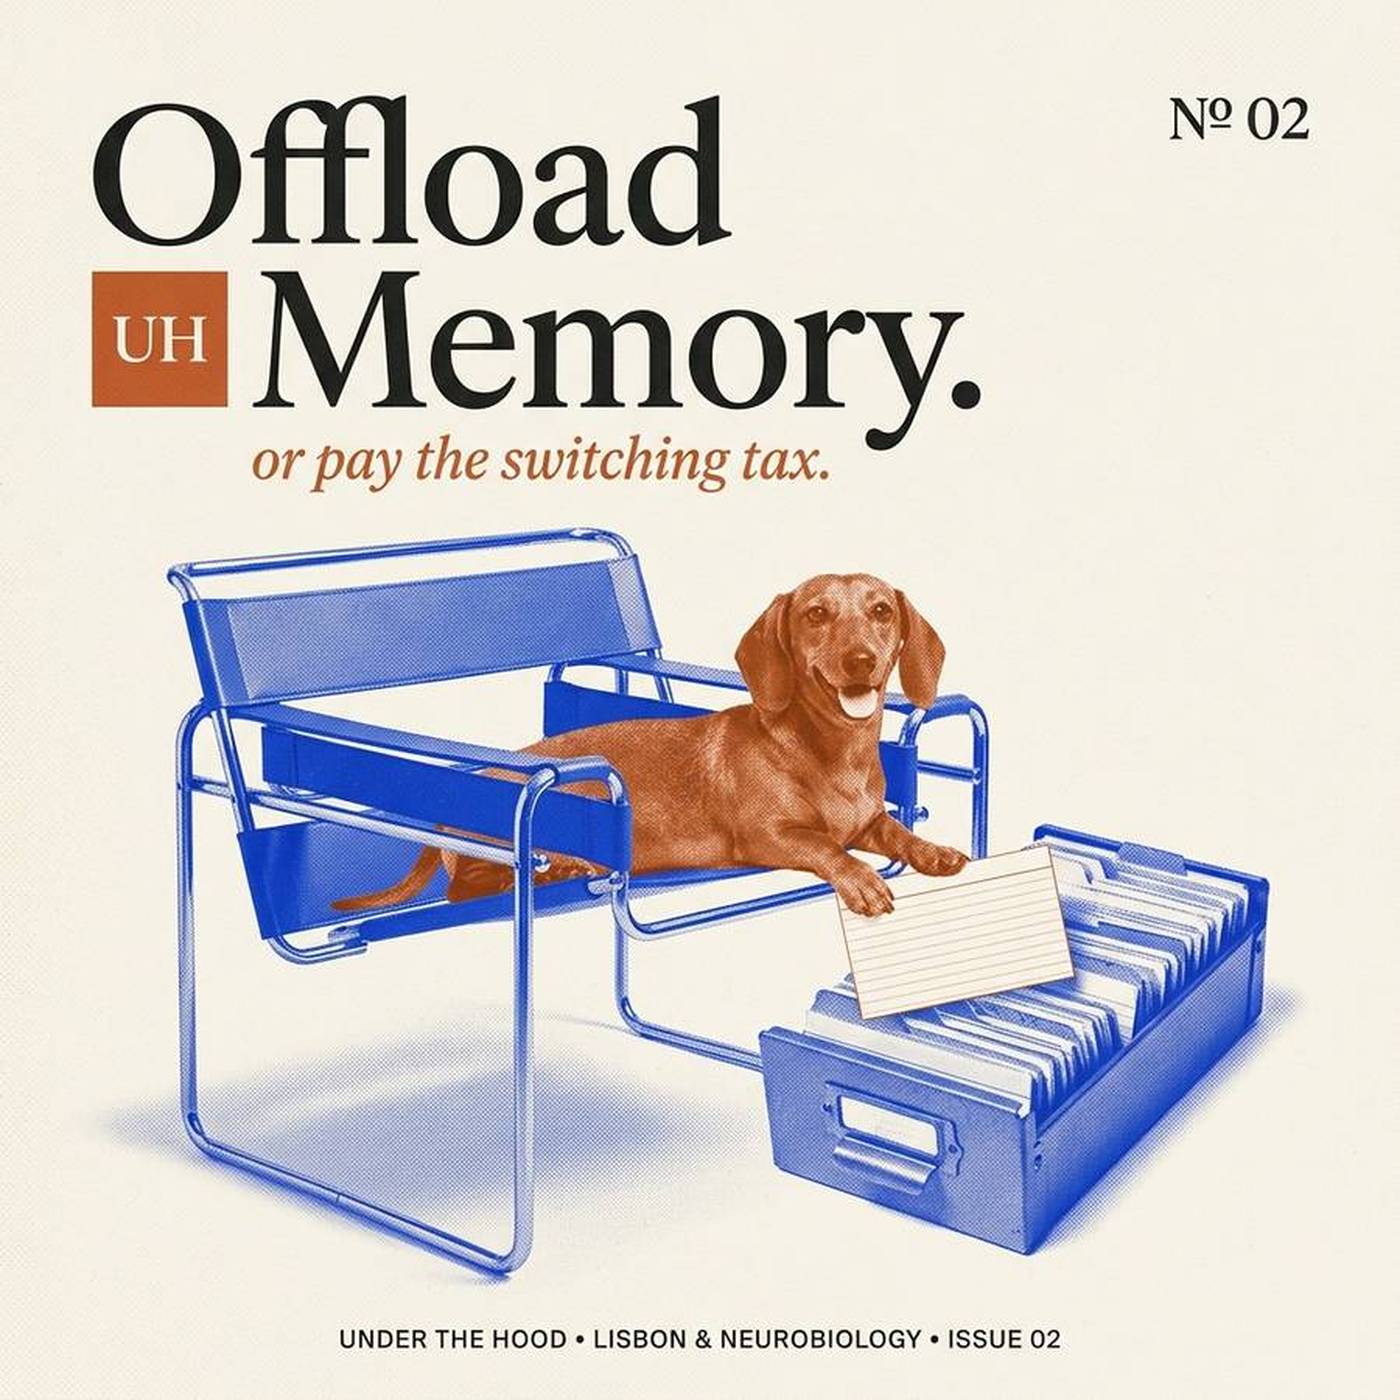 Offload
Nº 02
UH
Memory.
or pay the switching tax.
UNDER THE HOOD • LISBON & NEUROBIOLOGY • ISSUE 02